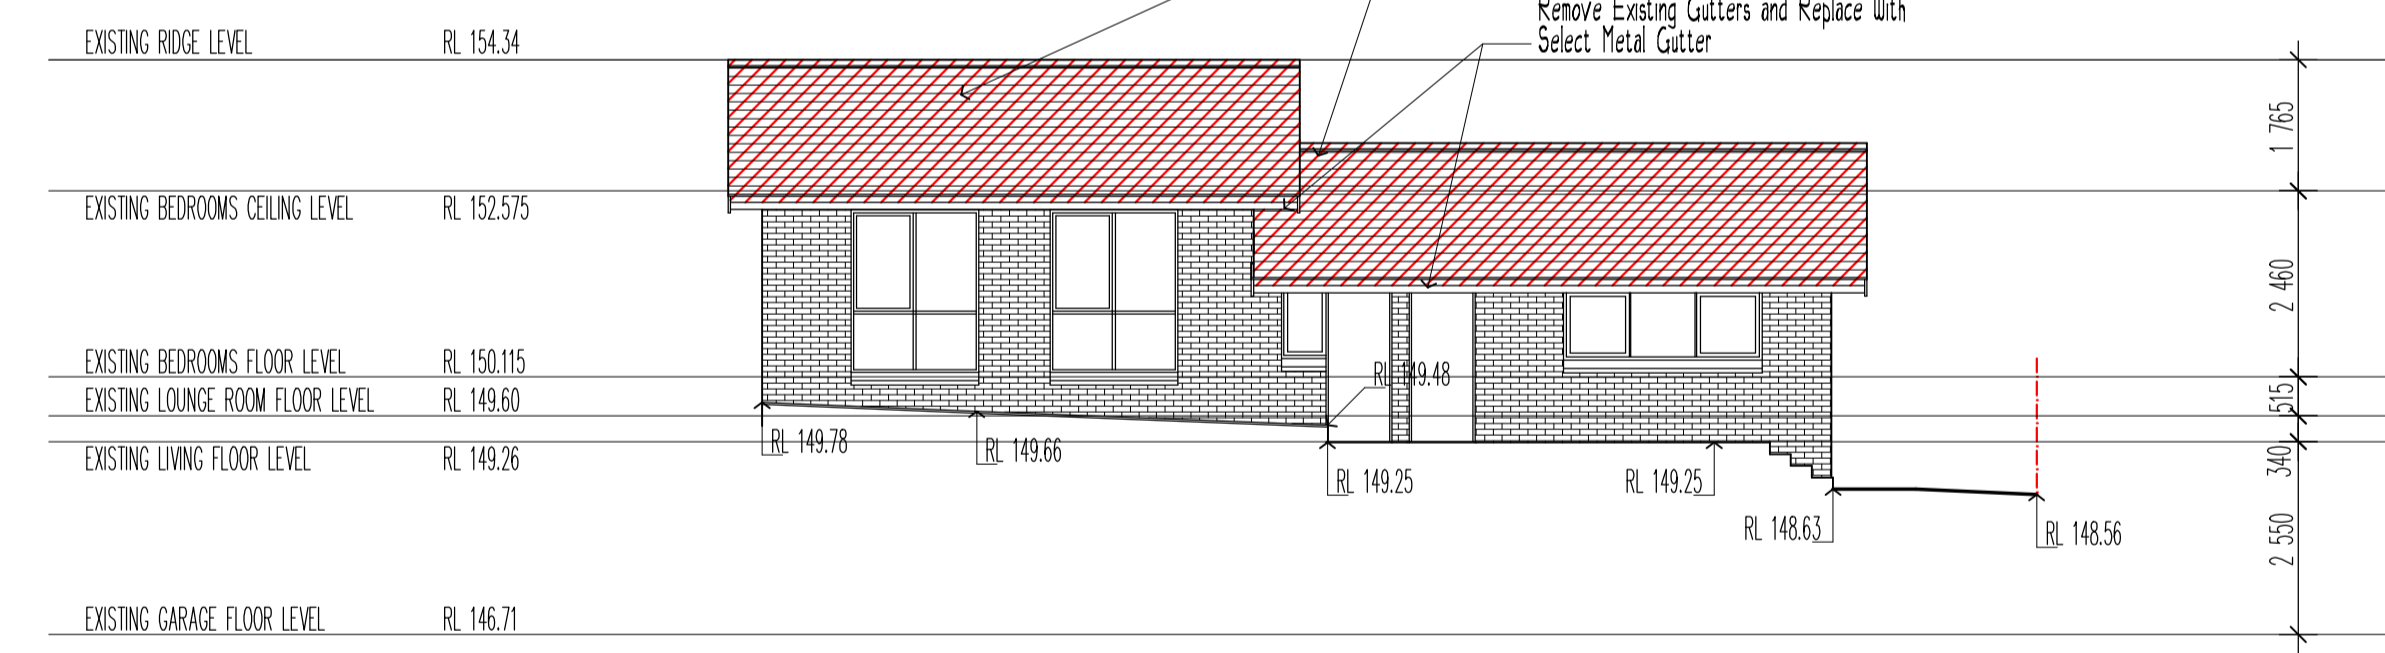 Remove Existing Gutters and Replace With
Select Metal Gutter
EXISTING RIDGE LEVEL RL 154.34
1 765
EXISTING BEDROOMS CEILING LEVEL RL 152.575
2 460
EXISTING BEDROOMS FLOOR LEVEL RL 150.115
RL 149.48
515
EXISTING LOUNGE ROOM FLOOR LEVEL RL 149.60
RL 149.78
RL 149.66
EXISTING LIVING FLOOR LEVEL RL 149.26
340
RL 149.25
RL 149.25
RL 148.63
RL 148.56
2 550
EXISTING GARAGE FLOOR LEVEL RL 146.71